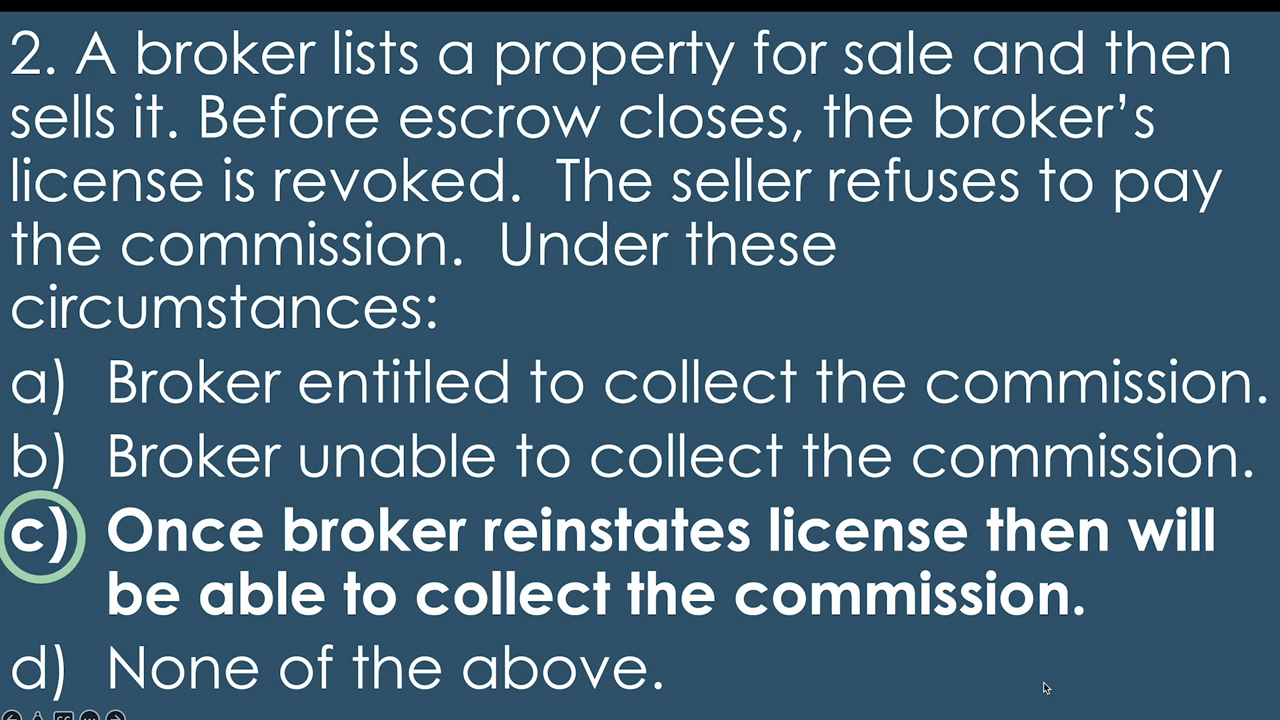 2. A broker lists a property for sale and then
sells it. Before escrow closes, the broker’s
license is revoked.  The seller refuses to pay
the commission.  Under these
circumstances:
a) Broker entitled to collect the commission.
b) Broker unable to collect the commission.
c) Once broker reinstates license then will
be able to collect the commission.
d) None of the above.